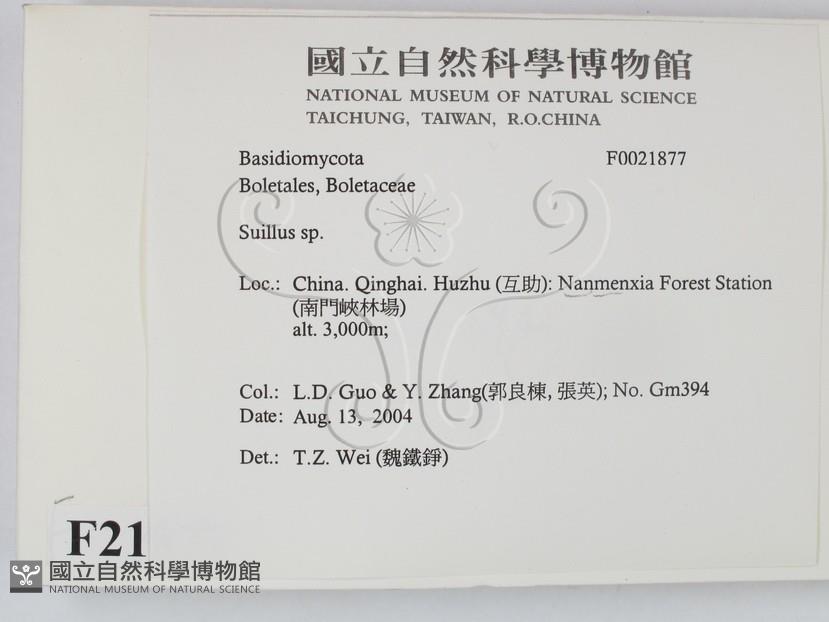 國立自然科學博物館
NATIONAL MUSEUM OF NATURAL SCIENCE
TAICHUNG, TAIWAN, R.O.CHINA
Basidiomycota F0021877
Boletales, Boletaceae
Suillus sp.
Loc.: China. Qinghai. Huzhu (互助): Nanmenxia Forest Station
(南門峽林場)
alt. 3,000m;
Col.: L.D. Guo & Y. Zhang(郭良棟, 張英); No. Gm394
Date: Aug. 13, 2004
Det.: T.Z. Wei (魏鐵錚)
F21
國立自然科學博物館
NATIONAL MUSEUM OF NATURAL SCIENCE